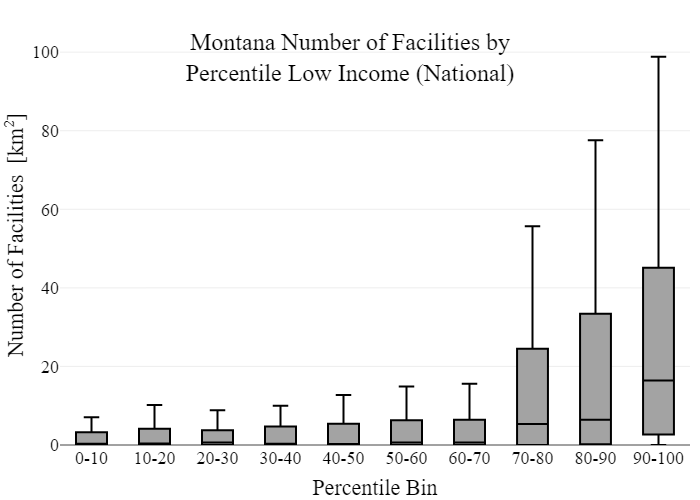 Montana Number of Facilities by
Percentile Low Income (National)
Number of Facilities [km²]
100
80
60
40
20
0
0-10 10-20 20-30 30-40 40-50 50-60 60-70 70-80 80-90 90-100
Percentile Bin